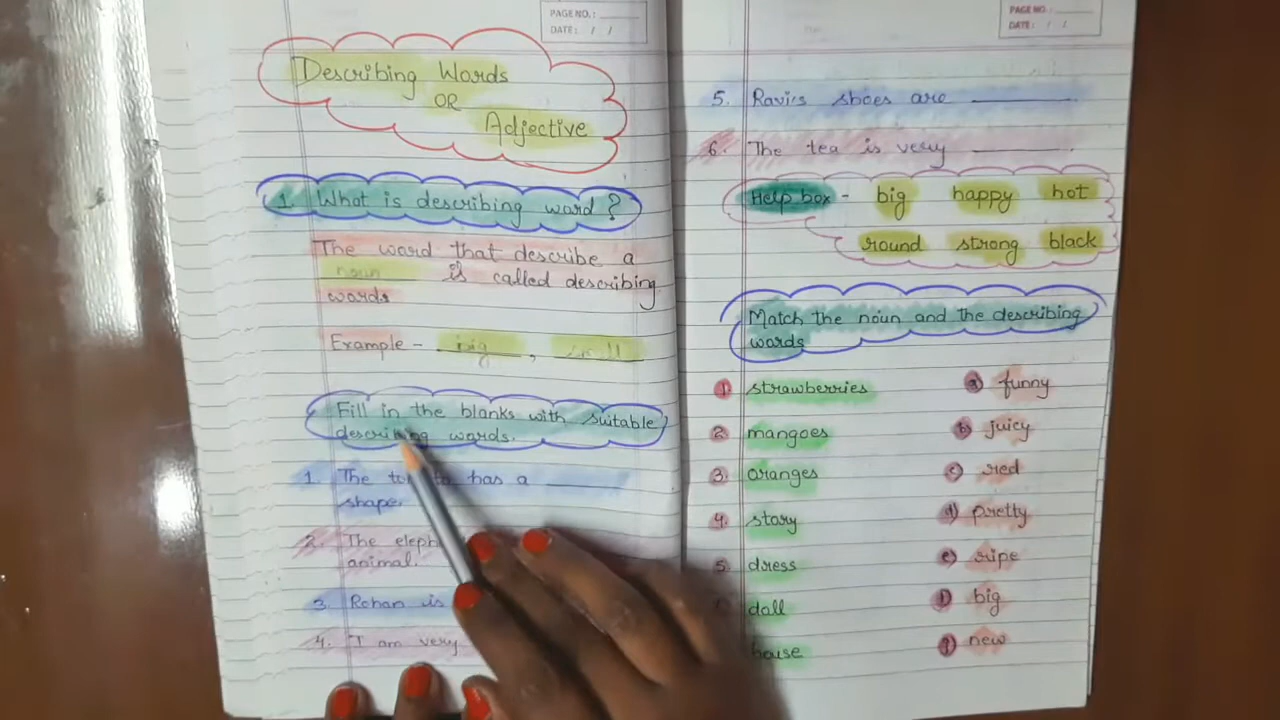 PAGE NO.:
DATE: / /
Describing Words
OR
Adjective
1. What is describing word?
The word that describe a
noun is called describing
words
Example - big, small
Fill in the blanks with suitable
describing words.
1. The has a
shape.
2. The
animal.
3. Rohan is
4. I am very
PAGE NO.:
DATE: / /
5. Ravi's shoes are
6. The tea is very
Help box - big happy hot
round strong black
Match the noun and the describing
words
1 strawberries a) funny
2 mangoes b) juicy
3. oranges c) red
4. story d) pretty
5. dress e) ripe
doll f) big
house g) new